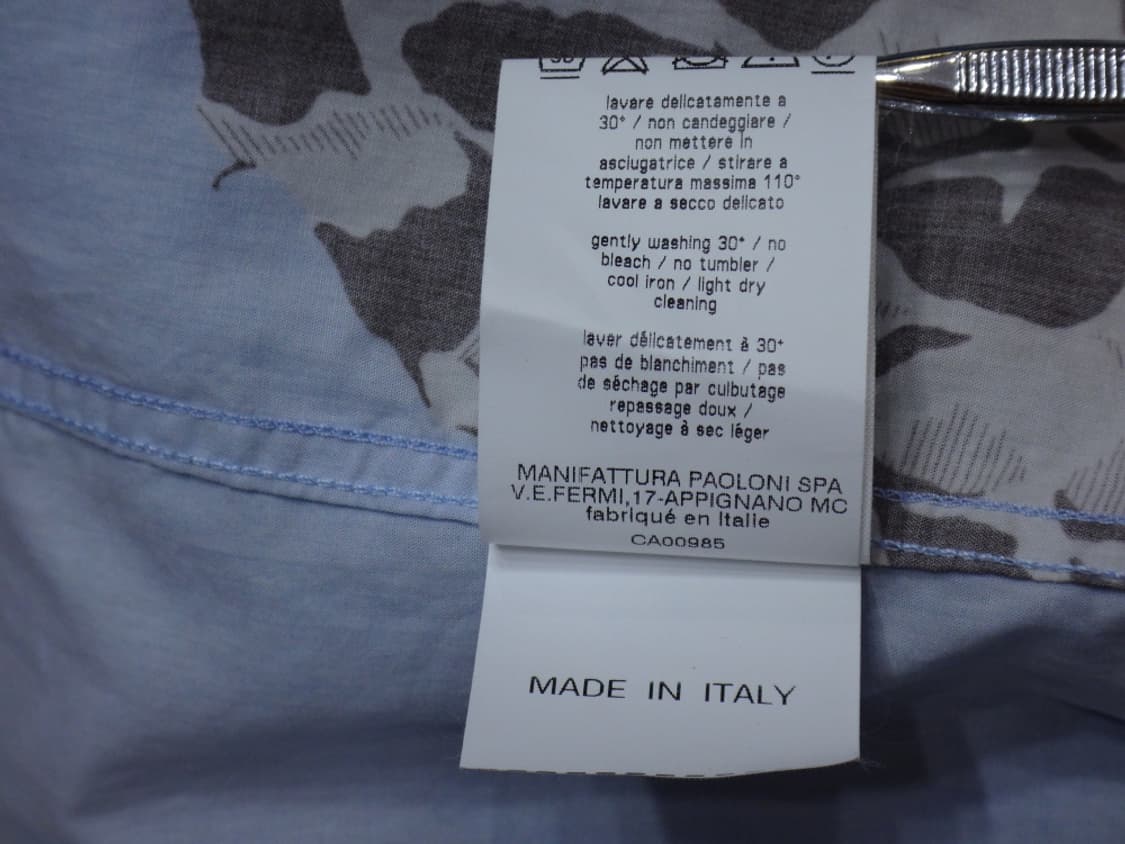 lavare delicatamente a
30° / non candeggiare /
non mettere in
asciugatrice / stirare a
temperatura massima 110°
lavare a secco delicato
gently washing 30° / no
bleach / no tumbler /
cool iron / light dry
cleaning
laver délicatement à 30°
pas de blanchiment / pas
de séchage par culbutage
repassage doux /
nettoyage à sec léger
MANIFATTURA PAOLONI SPA
V.E.FERMI,17-APPIGNANO MC
fabriqué en Italie
CA00985
MADE IN ITALY